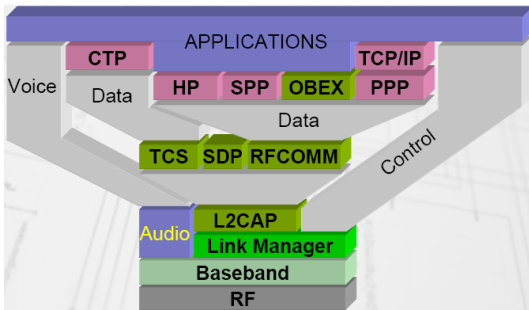 APPLICATIONS
CTP
TCP/IP
Voice
Data
HP SPP OBEX PPP
Data
TCS SDP RFCOMM
Control
L2CAP
Audio
Link Manager
Baseband
RF